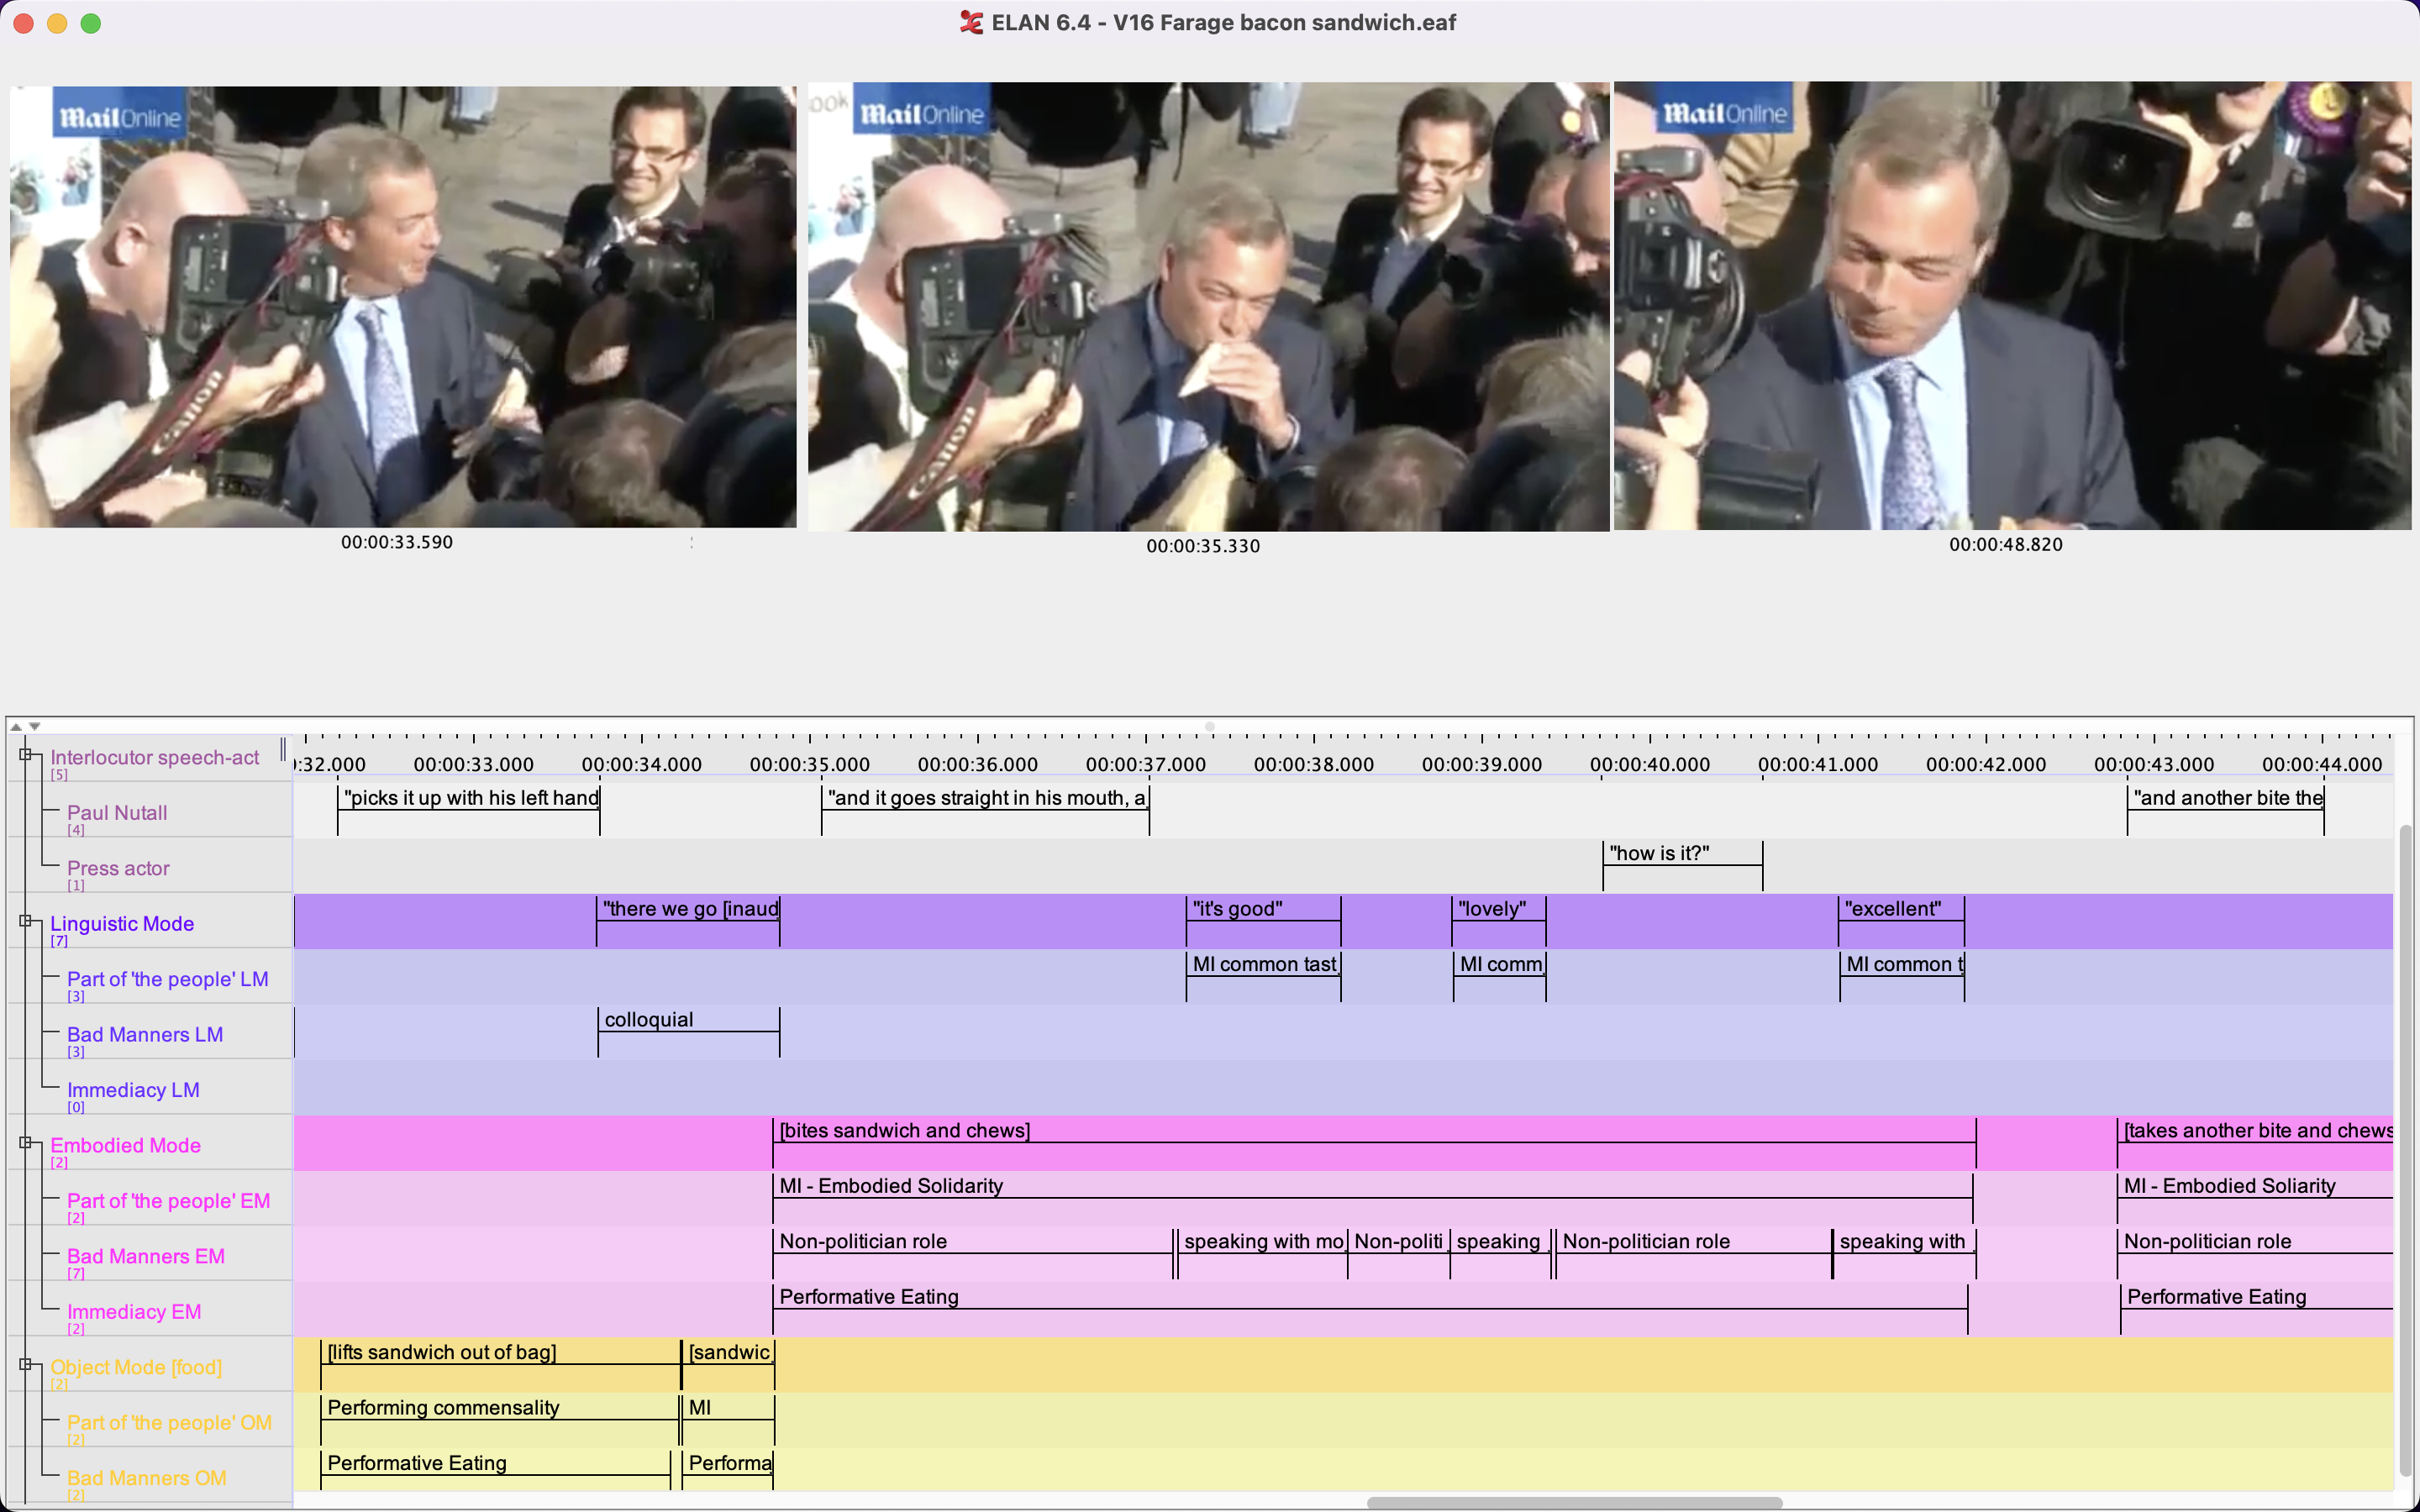 ELAN 6.4 - V16 Farage bacon sandwich.eaf
Mail Online
ook
Mail Online
Mail Online
Canon
Canon
00:00:33.590
00:00:35.330
00:00:48.820
:32.000 00:00:33.000 00:00:34.000 00:00:35.000 00:00:36.000 00:00:37.000 00:00:38.000 00:00:39.000 00:00:40.000 00:00:41.000 00:00:42.000 00:00:43.000 00:00:44.000
Interlocutor speech-act
[5]
Paul Nutall "picks it up with his left hand "and it goes straight in his mouth, a "and another bite the
[4]
Press actor "how is it?"
[1]
Linguistic Mode "there we go [inaud "it's good" "lovely" "excellent"
[7]
Part of 'the people' LM MI common tast MI comm MI common t
[3]
Bad Manners LM colloquial
[3]
Immediacy LM
[0]
Embodied Mode [bites sandwich and chews] [takes another bite and chews
[2]
Part of 'the people' EM MI - Embodied Solidarity MI - Embodied Soliarity
[2]
Bad Manners EM Non-politician role speaking with mo Non-politi speaking Non-politician role speaking with Non-politician role
[7]
Immediacy EM Performative Eating Performative Eating
[2]
Object Mode [food] [lifts sandwich out of bag] [sandwic
[2]
Part of 'the people' OM Performing commensality MI
[2]
Bad Manners OM Performative Eating Performa
[2]